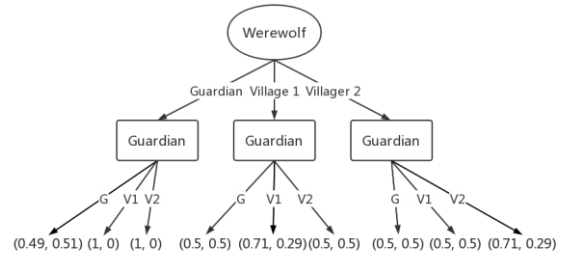 Werewolf
Guardian Village 1 Villager 2
Guardian Guardian Guardian
G V1 V2 G V1 V2 G V1 V2
(0.49, 0.51) (1, 0) (1, 0) (0.5, 0.5) (0.71, 0.29) (0.5, 0.5) (0.5, 0.5) (0.5, 0.5) (0.71, 0.29)